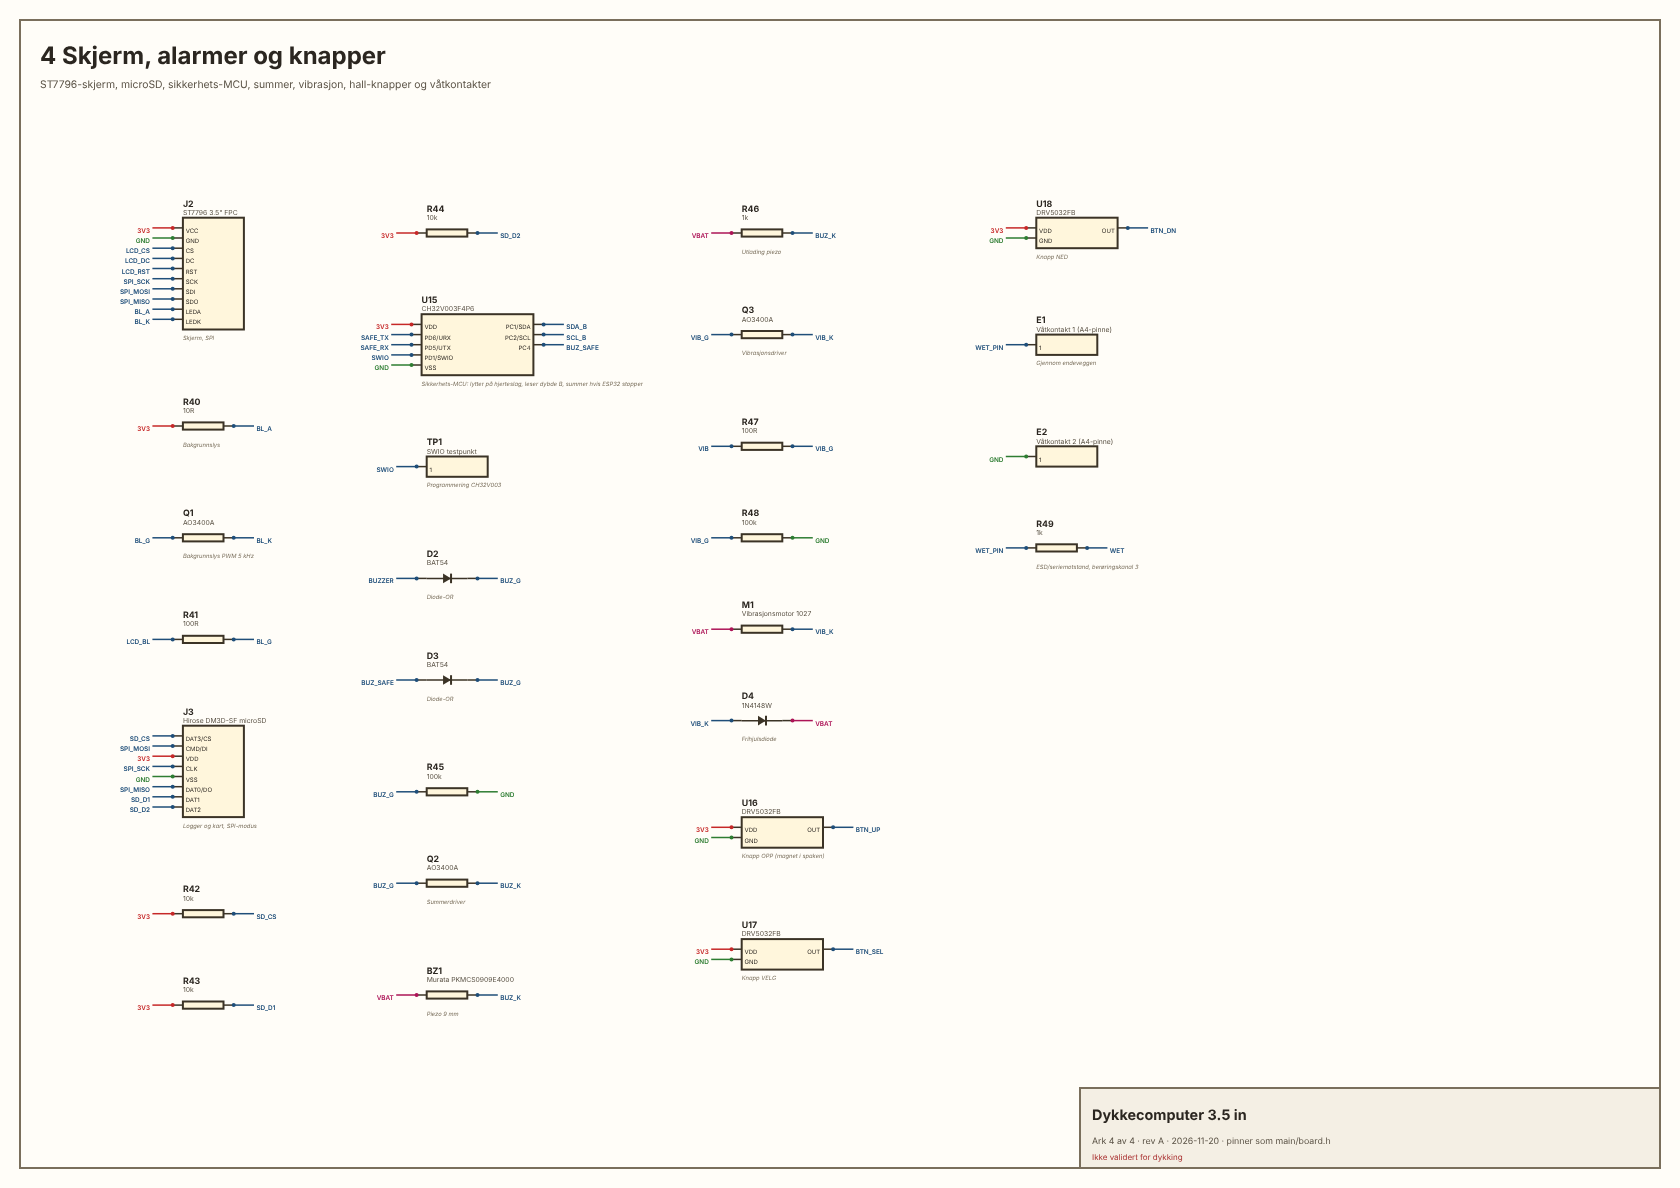 4 Skjerm, alarmer og knapper
ST7796-skjerm, microSD, sikkerhets-MCU, summer, vibrasjon, hall-knapper og våtkontakter
J2
ST7796 3.5" FPC
3V3 VCC
GND GND
LCD_CS CS
LCD_DC DC
LCD_RST RST
SPI_SCK SCK
SPI_MOSI SDI
SPI_MISO SDO
BL_A LEDA
BL_K LEDK
Skjerm, SPI
R40
10R
3V3 BL_A
Bakgrunnslys
Q1
AO3400A
BL_G BL_K
Bakgrunnslys PWM 5 kHz
R41
100R
LCD_BL BL_G
J3
Hirose DM3D-SF microSD
SD_CS DAT3/CS
SPI_MOSI CMD/DI
3V3 VDD
SPI_SCK CLK
GND VSS
SPI_MISO DAT0/DO
SD_D1 DAT1
SD_D2 DAT2
Logger og kart, SPI-modus
R42
10k
3V3 SD_CS
R43
10k
3V3 SD_D1
R44
10k
3V3 SD_D2
U15
CH32V003F4P6
3V3 VDD PC1/SDA SDA_B
SAFE_TX PD6/URX PC2/SCL SCL_B
SAFE_RX PD5/UTX PC4 BUZ_SAFE
SWIO PD1/SWIO
GND VSS
Sikkerhets-MCU: lytter på hjerteslag, leser dybde B, summer hvis ESP32 stopper
TP1
SWIO testpunkt
SWIO 1
Programmering CH32V003
D2
BAT54
BUZZER BUZ_G
Diode-OR
D3
BAT54
BUZ_SAFE BUZ_G
Diode-OR
R45
100k
BUZ_G GND
Q2
AO3400A
BUZ_G BUZ_K
Summerdriver
BZ1
Murata PKMCS0909E4000
VBAT BUZ_K
Piezo 9 mm
R46
1k
VBAT BUZ_K
Utlading piezo
Q3
AO3400A
VIB_G VIB_K
Vibrasjonsdriver
R47
100R
VIB VIB_G
R48
100k
VIB_G GND
M1
Vibrasjonsmotor 1027
VBAT VIB_K
D4
1N4148W
VIB_K VBAT
Frihjulsdiode
U16
DRV5032FB
3V3 VDD OUT BTN_UP
GND GND
Knapp OPP (magnet i spaken)
U17
DRV5032FB
3V3 VDD OUT BTN_SEL
GND GND
Knapp VELG
U18
DRV5032FB
3V3 VDD OUT BTN_DN
GND GND
Knapp NED
E1
Våtkontakt 1 (A4-pinne)
WET_PIN 1
Gjennom endeveggen
E2
Våtkontakt 2 (A4-pinne)
GND 1
R49
1k
WET_PIN WET
ESD/seriemotstand, berøringskanal 3
Dykkecomputer 3.5 in
Ark 4 av 4 · rev A · 2026-11-20 · pinner som main/board.h
Ikke validert for dykking